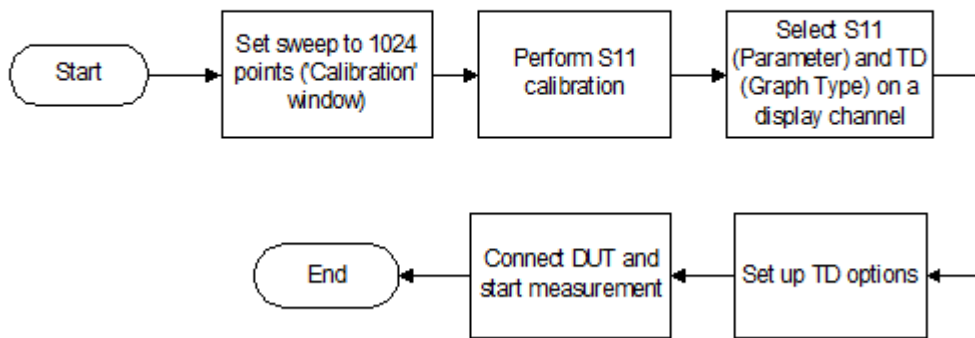 Start
Set sweep to 1024
points ('Calibration'
window)
Perform S11
calibration
Select S11
(Parameter) and TD
(Graph Type) on a
display channel
End
Connect DUT and
start measurement
Set up TD options